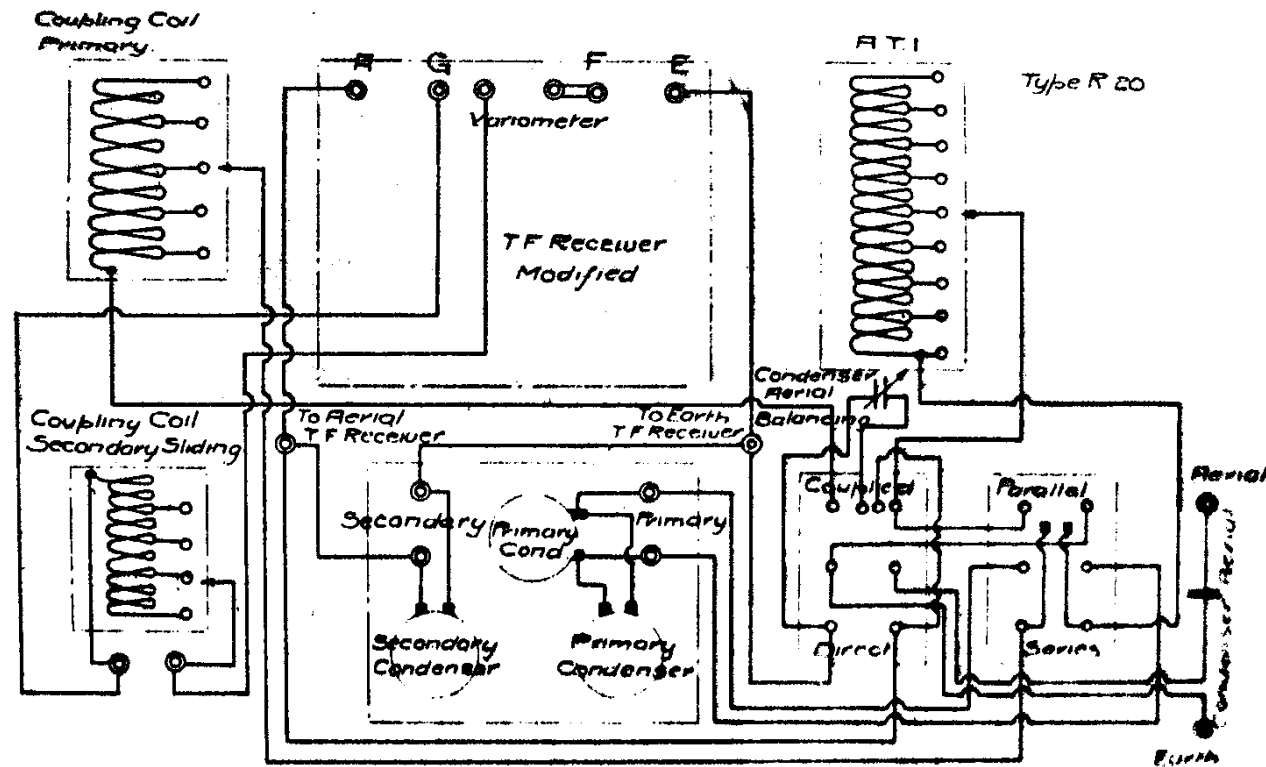 Coupling Coil
Primary.
A G F E
Variometer
TF Receiver
Modified
A T I
Type R 20
Condenser
Aerial
Balancing
Coupling Coil
Secondary Sliding
To Aerial
TF Receiver
To Earth
TF Receiver
Secondary
Primary
Cond
Primary
Secondary
Condenser
Primary
Condenser
Coupled
Parallel
Direct
Series
Aerial
Condenser Aerial
Earth